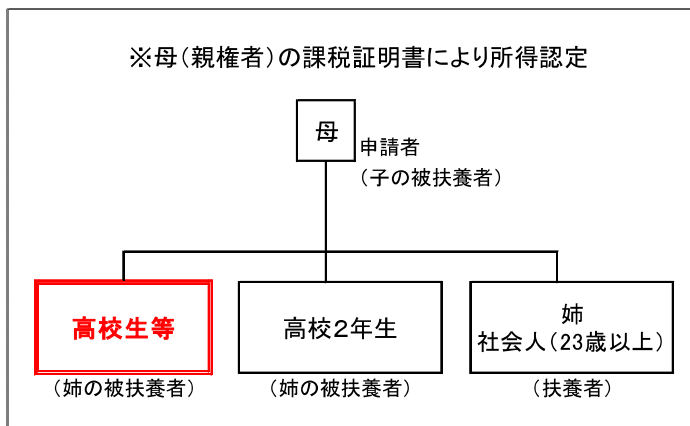 ※母（親権者）の課税証明書により所得認定
母
申請者
（子の被扶養者）
高校生等
高校２年生
姉
社会人（23歳以上）
（姉の被扶養者）
（姉の被扶養者）
（扶養者）